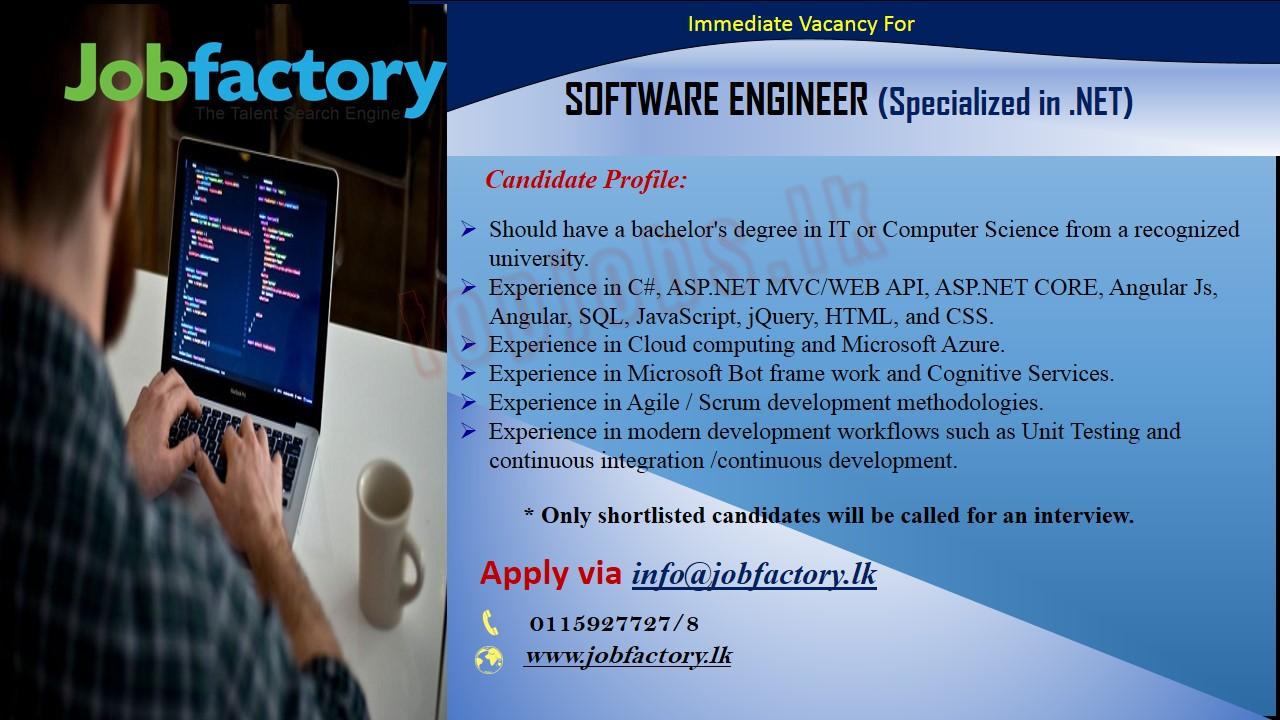 Jobfactory
The Talent Search Engine
Immediate Vacancy For
SOFTWARE ENGINEER (Specialized in .NET)
Candidate Profile:
Should have a bachelor's degree in IT or Computer Science from a recognized
university.
Experience in C#, ASP.NET MVC/WEB API, ASP.NET CORE, Angular Js,
Angular, SQL, JavaScript, jQuery, HTML, and CSS.
Experience in Cloud computing and Microsoft Azure.
Experience in Microsoft Bot frame work and Cognitive Services.
Experience in Agile / Scrum development methodologies.
Experience in modern development workflows such as Unit Testing and
continuous integration /continuous development.
* Only shortlisted candidates will be called for an interview.
Apply via info@jobfactory.lk
0115927727/8
www.jobfactory.lk
topjobs.lk